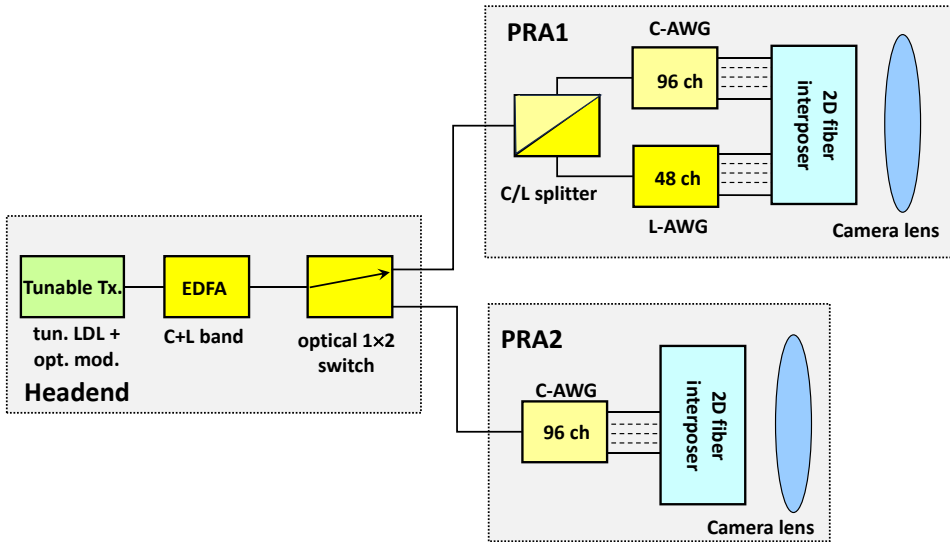 PRA1
C-AWG
96 ch
2D fiber
interposer
C/L splitter
48 ch
L-AWG
Camera lens
Tunable Tx.
EDFA
tun. LDL +
opt. mod.
C+L band
optical 1×2
switch
Headend
PRA2
C-AWG
96 ch
2D fiber
interposer
Camera lens